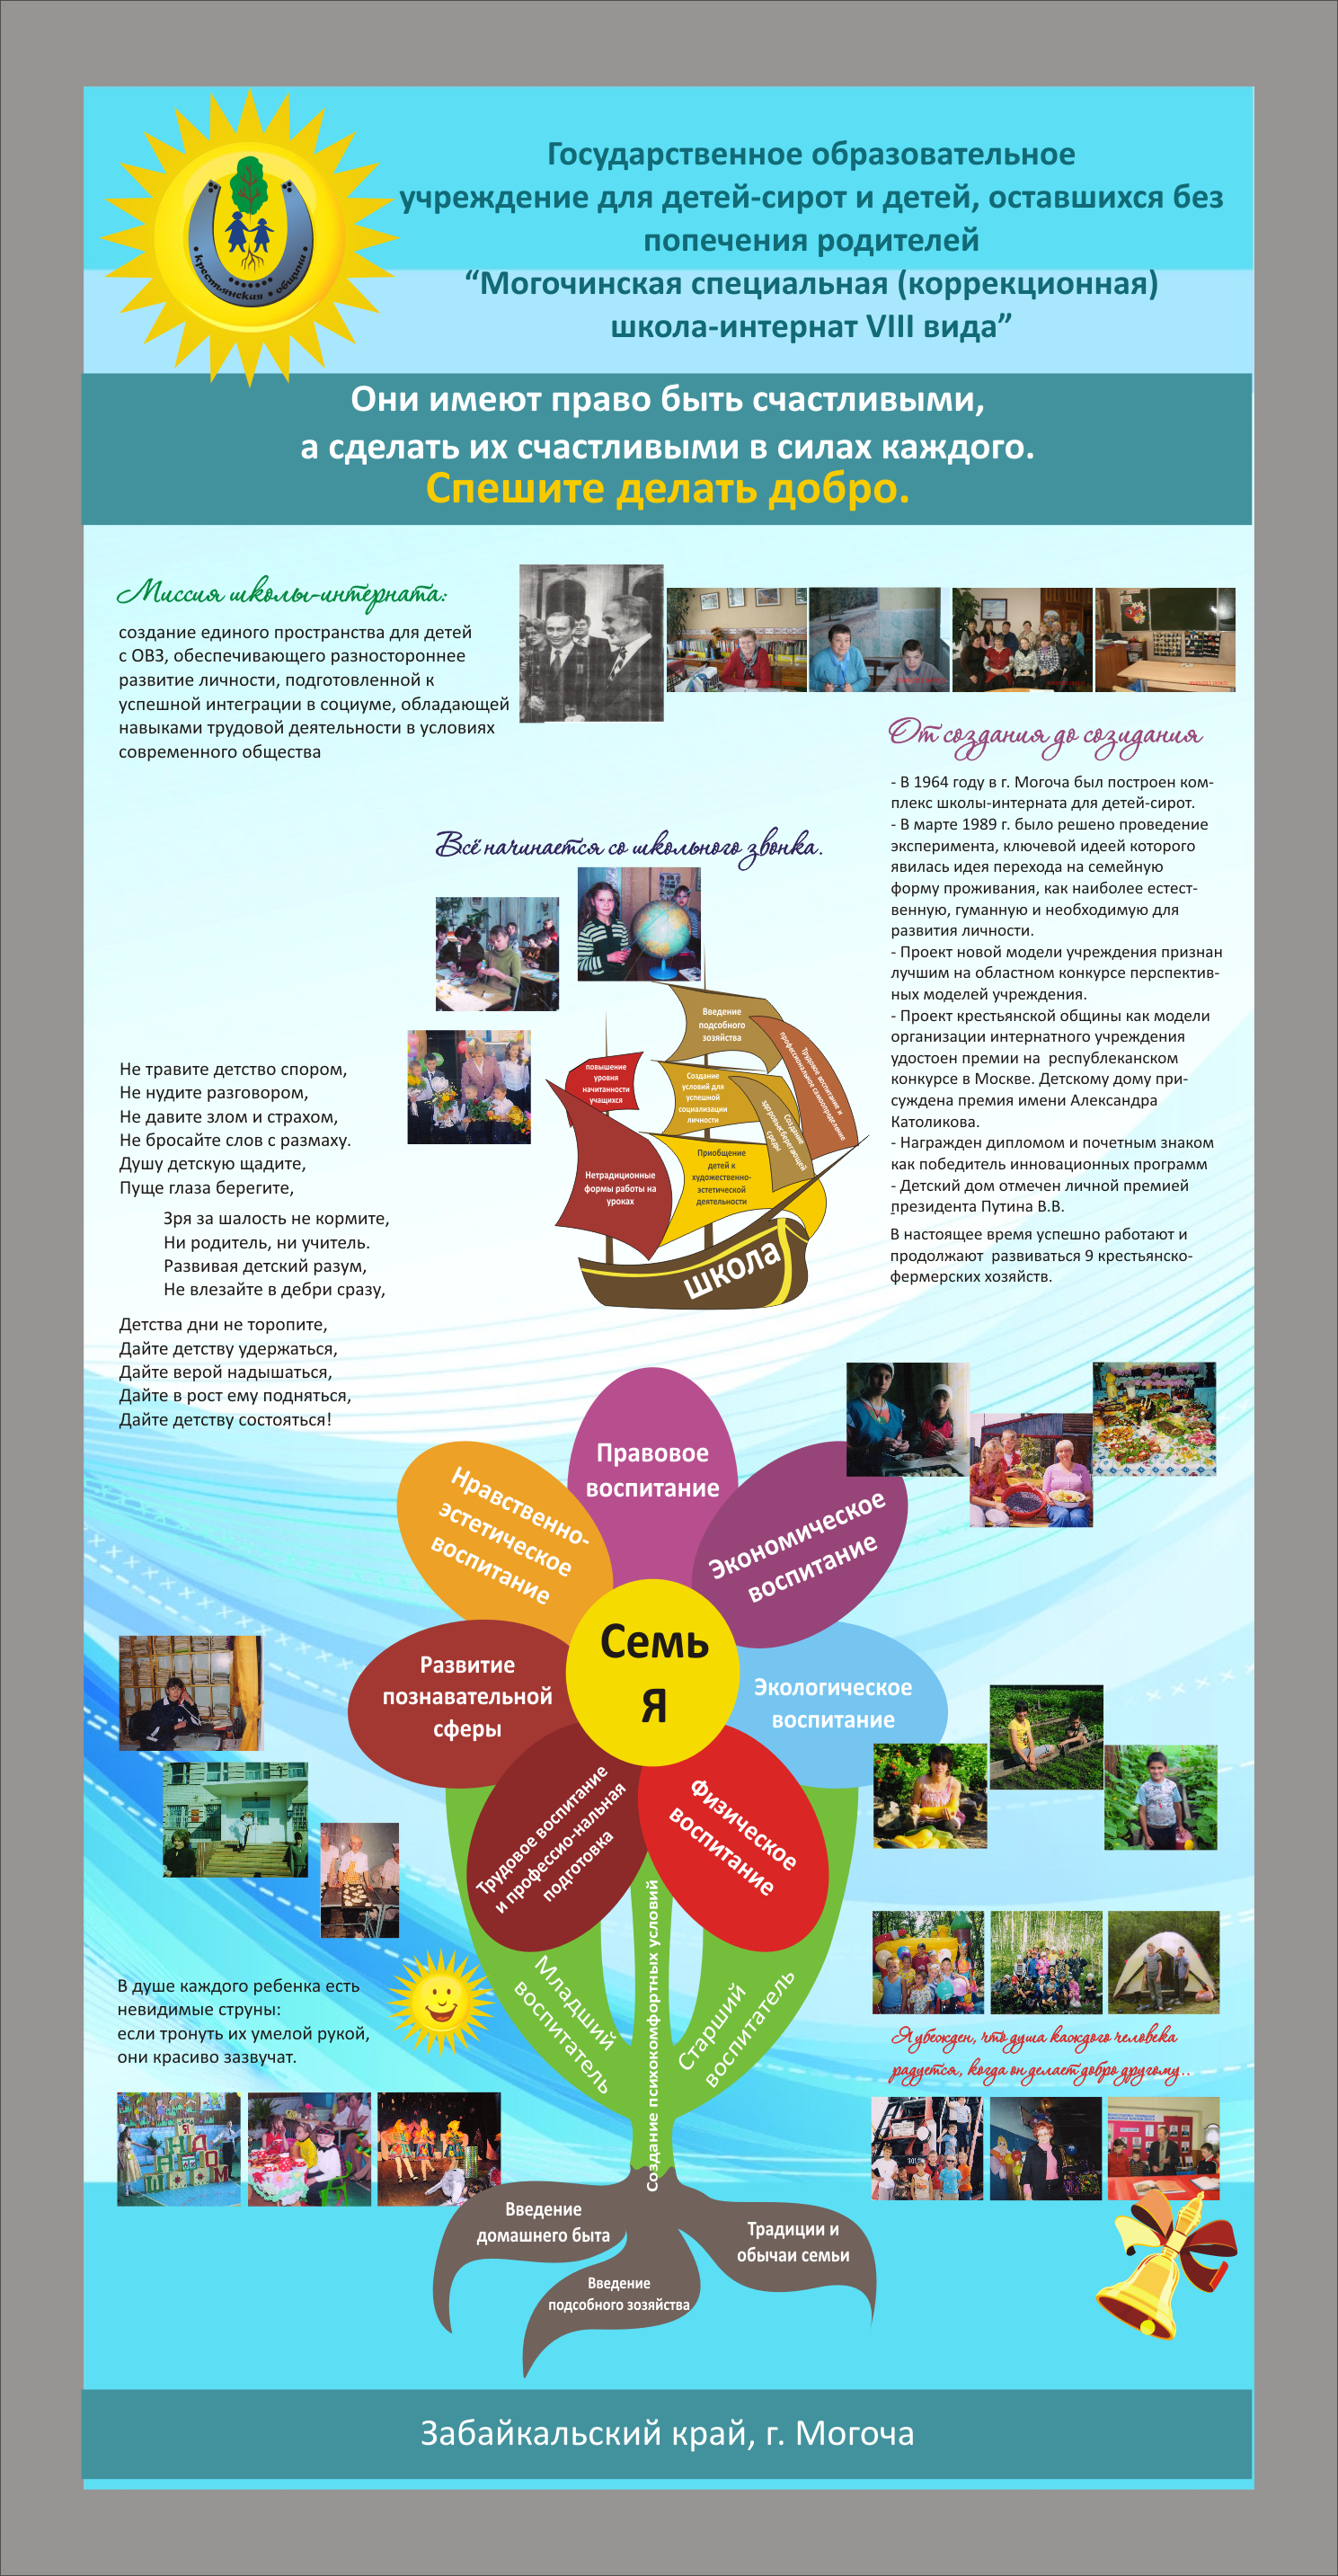 крестьянская община
Государственное образовательное
учреждение для детей-сирот и детей, оставшихся без
попечения родителей
“Могочинская специальная (коррекционная)
школа-интернат VIII вида”
Они имеют право быть счастливыми,
а сделать их счастливыми в силах каждого.
Спешите делать добро.
Миссия школы-интерната:
создание единого пространства для детей
с ОВЗ, обеспечивающего разностороннее
развитие личности, подготовленной к
успешной интеграции в социуме, обладающей
навыками трудовой деятельности в условиях
современного общества
От создания до созидания
- В 1964 году в г. Могоча был построен ком-
плекс школы-интерната для детей-сирот.
- В марте 1989 г. было решено проведение
эксперимента, ключевой идеей которого
явилась идея перехода на семейную
форму проживания, как наиболее естест-
венную, гуманную и необходимую для
развития личности.
- Проект новой модели учреждения признан
лучшим на областном конкурсе перспектив-
ных моделей учреждения.
- Проект крестьянской общины как модели
организации интернатного учреждения
удостоен премии на  республеканском
конкурсе в Москве. Детскому дому при-
суждена премия имени Александра
Католикова.
- Награжден дипломом и почетным знаком
как победитель инновационных программ
- Детский дом отмечен личной премией
президента Путина В.В.
В настоящее время успешно работают и
продолжают  развиваться 9 крестьянско-
фермерских хозяйств.
Всё начинается со школьного звонка.
Введение
подсобного
зозяйства
Трудовое воспитание и
профессиональное самоопределение
повышение
уровня
начитанности
учащихся
Создание
условий для
успешной
социализации
личности
Создание
здоровьесберегающей
среды
Приобщение
детей к
художественно-
эстетической
деятельности
Нетрадиционные
формы работы на
уроках
школа
Не травите детство спором,
Не нудите разговором,
Не давите злом и страхом,
Не бросайте слов с размаху.
Душу детскую щадите,
Пуще глаза берегите,
Зря за шалость не кормите,
Ни родитель, ни учитель.
Развивая детский разум,
Не влезайте в дебри сразу,
Детства дни не торопите,
Дайте детству удержаться,
Дайте верой надышаться,
Дайте в рост ему подняться,
Дайте детству состояться!
Правовое
воспитание
Нравственно-
эстетическое
воспитание
Экономическое
воспитание
Семь
Я
Развитие
познавательной
сферы
Экологическое
воспитание
Трудовое воспитание
и профессио-нальная
подготовка
Физическое
воспитание
Младший
воспитатель
Создание психокомфортных условий
Старший
воспитатель
В душе каждого ребенка есть
невидимые струны:
если тронуть их умелой рукой,
они красиво зазвучат.
Я убежден, что душа каждого человека
радуется, когда он делает добро другому..
Введение
домашнего быта
Традиции и
обычаи семьи
Введение
подсобного зозяйства
Забайкальский край, г. Могоча